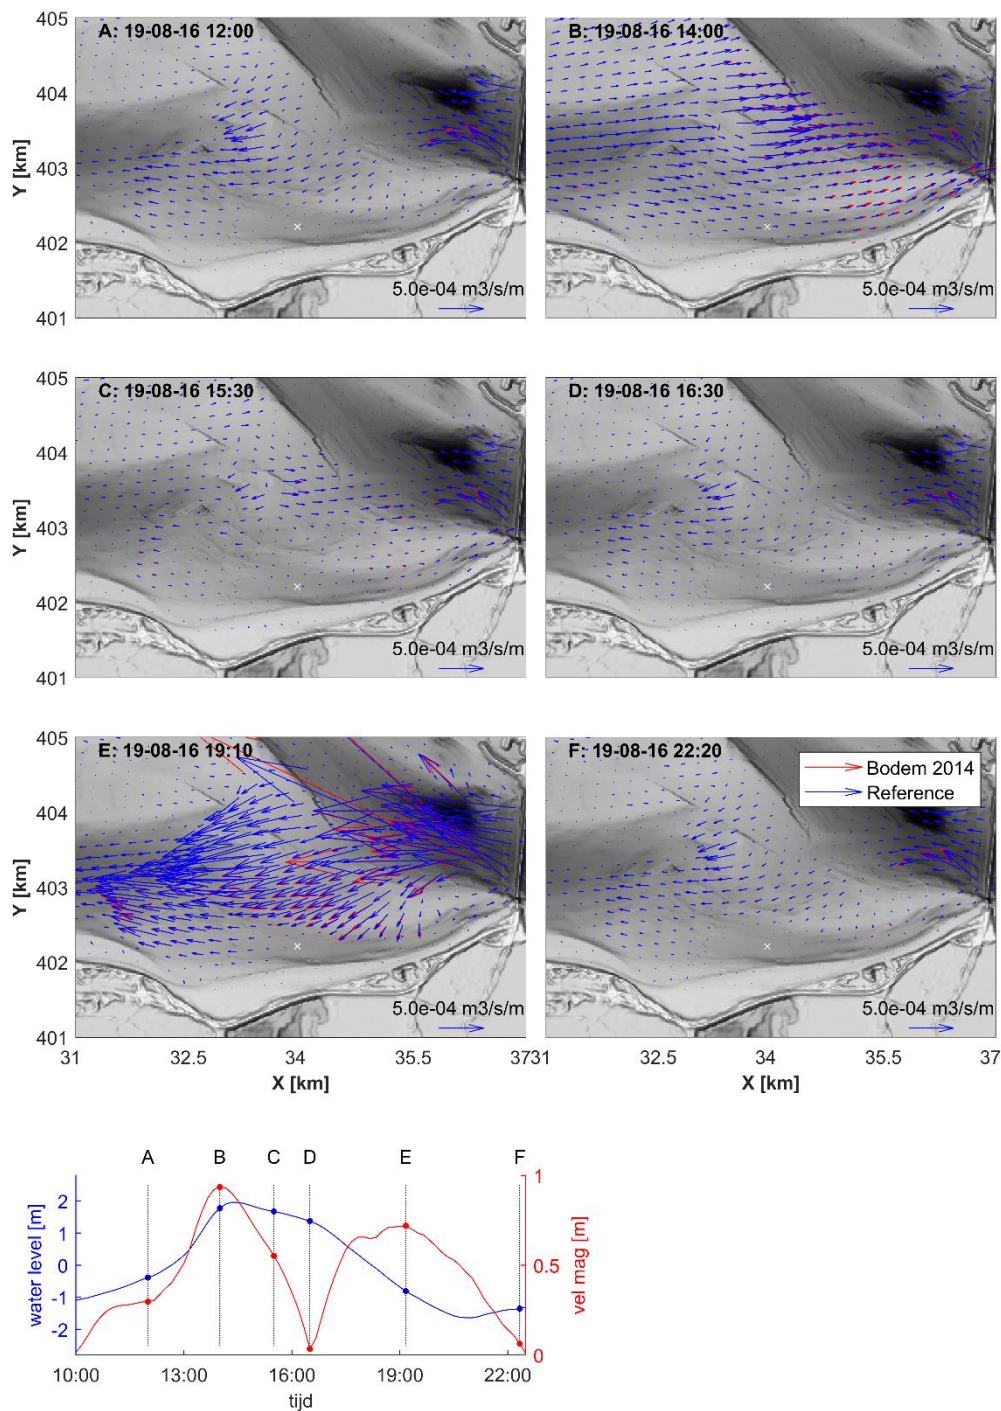 A: 19-08-16 12:00
B: 19-08-16 14:00
405
404
403
402
401
Y [km]
5.0e-04 m3/s/m
5.0e-04 m3/s/m
C: 19-08-16 15:30
D: 19-08-16 16:30
405
404
403
402
401
Y [km]
5.0e-04 m3/s/m
5.0e-04 m3/s/m
E: 19-08-16 19:10
F: 19-08-16 22:20
Bodem 2014
Reference
405
404
403
402
401
Y [km]
5.0e-04 m3/s/m
5.0e-04 m3/s/m
31 32.5 34 35.5 37
31 32.5 34 35.5 37
X [km]
X [km]
A B C D E F
water level [m]
2
1
0
-1
-2
1
0.5
0
vel mag [m]
10:00 13:00 16:00 19:00 22:00
tijd